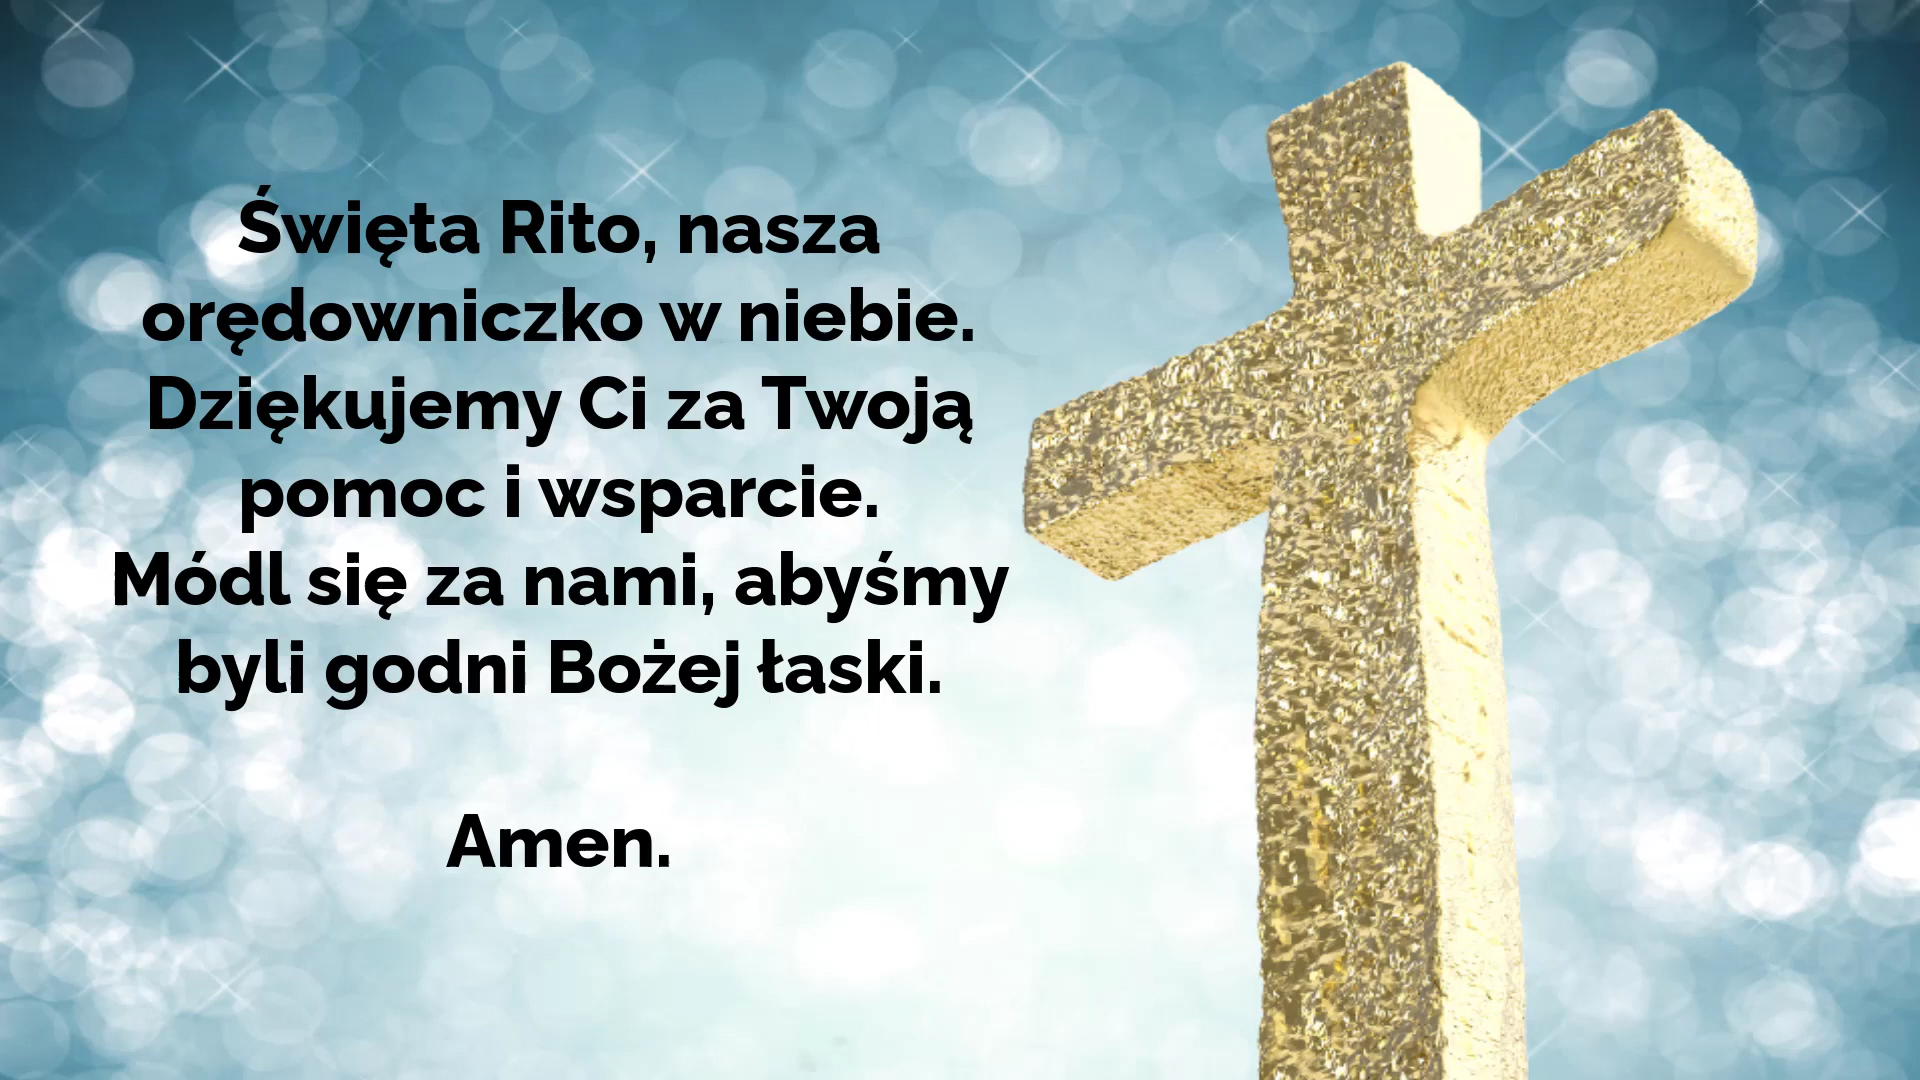 Święta Rito, nasza
orędowniczko w niebie.
Dziękujemy Ci za Twoją
pomoc i wsparcie.
Módl się za nami, abyśmy
byli godni Bożej łaski.
Amen.